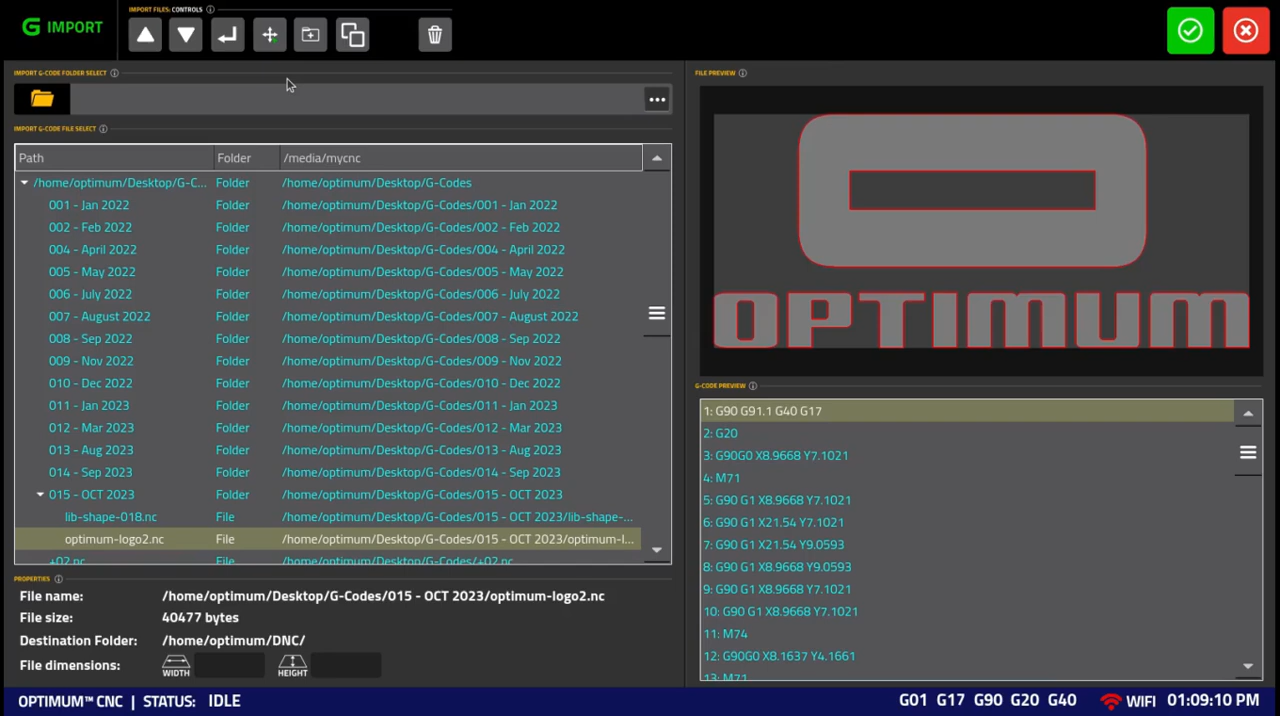 G IMPORT
IMPORT FILES: CONTROLS
IMPORT G-CODE FOLDER SELECT
IMPORT G-CODE FILE SELECT
Path Folder /media/mycnc
/home/optimum/Desktop/G-C... Folder /home/optimum/Desktop/G-Codes
001 - Jan 2022 Folder /home/optimum/Desktop/G-Codes/001 - Jan 2022
002 - Feb 2022 Folder /home/optimum/Desktop/G-Codes/002 - Feb 2022
004 - April 2022 Folder /home/optimum/Desktop/G-Codes/004 - April 2022
005 - May 2022 Folder /home/optimum/Desktop/G-Codes/005 - May 2022
006 - July 2022 Folder /home/optimum/Desktop/G-Codes/006 - July 2022
007 - August 2022 Folder /home/optimum/Desktop/G-Codes/007 - August 2022
008 - Sep 2022 Folder /home/optimum/Desktop/G-Codes/008 - Sep 2022
009 - Nov 2022 Folder /home/optimum/Desktop/G-Codes/009 - Nov 2022
010 - Dec 2022 Folder /home/optimum/Desktop/G-Codes/010 - Dec 2022
011 - Jan 2023 Folder /home/optimum/Desktop/G-Codes/011 - Jan 2023
012 - Mar 2023 Folder /home/optimum/Desktop/G-Codes/012 - Mar 2023
013 - Aug 2023 Folder /home/optimum/Desktop/G-Codes/013 - Aug 2023
014 - Sep 2023 Folder /home/optimum/Desktop/G-Codes/014 - Sep 2023
015 - OCT 2023 Folder /home/optimum/Desktop/G-Codes/015 - OCT 2023
lib-shape-018.nc File /home/optimum/Desktop/G-Codes/015 - OCT 2023/lib-shape-...
optimum-logo2.nc File /home/optimum/Desktop/G-Codes/015 - OCT 2023/optimum-l...
+02.nc File /home/optimum/Desktop/G-Codes/+02.nc
PROPERTIES
File name: /home/optimum/Desktop/G-Codes/015 - OCT 2023/optimum-logo2.nc
File size: 40477 bytes
Destination Folder: /home/optimum/DNC/
File dimensions: WIDTH HEIGHT
FILE PREVIEW
OPTIMUM
G-CODE PREVIEW
1: G90 G91.1 G40 G17
2: G20
3: G90G0 X8.9668 Y7.1021
4: M71
5: G90 G1 X8.9668 Y7.1021
6: G90 G1 X21.54 Y7.1021
7: G90 G1 X21.54 Y9.0593
8: G90 G1 X8.9668 Y9.0593
9: G90 G1 X8.9668 Y7.1021
10: G90 G1 X8.9668 Y7.1021
11: M74
12: G90G0 X8.1637 Y4.1661
13: M71
OPTIMUM™ CNC | STATUS: IDLE
G01 G17 G90 G20 G40 WIFI 01:09:10 PM